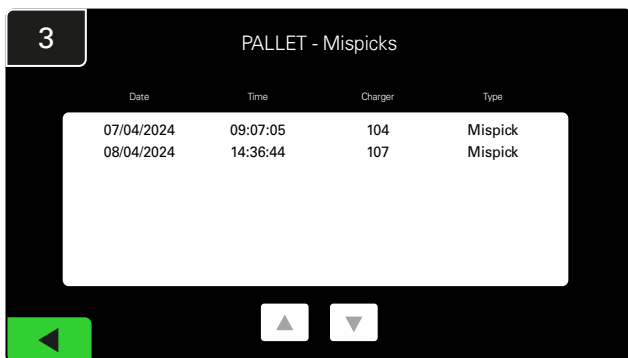 3
PALLET - Mispicks
Date Time Charger Type
07/04/2024 09:07:05 104 Mispick
08/04/2024 14:36:44 107 Mispick